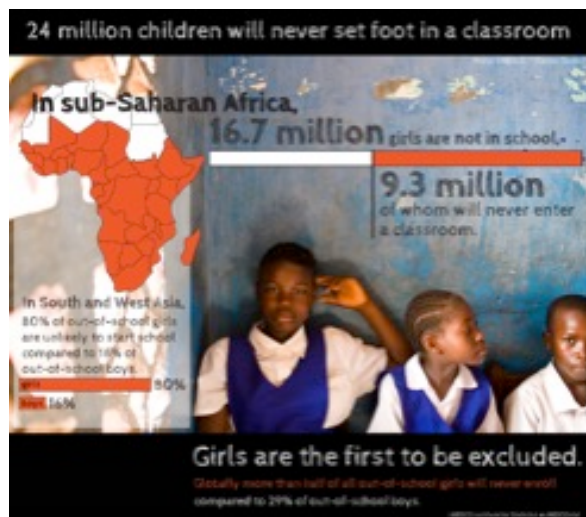 24 million children will never set foot in a classroom
In sub-Saharan Africa,
16.7 million girls are not in school,
9.3 million
of whom will never enter
a classroom.
In South and West Asia,
80% of out-of-school girls
are unlikely to start school
compared to 16% of
out-of-school boys.
girls 80%
boys 16%
Girls are the first to be excluded.
Globally more than half of all out-of-school girls will never enroll
compared to 29% of out-of-school boys.